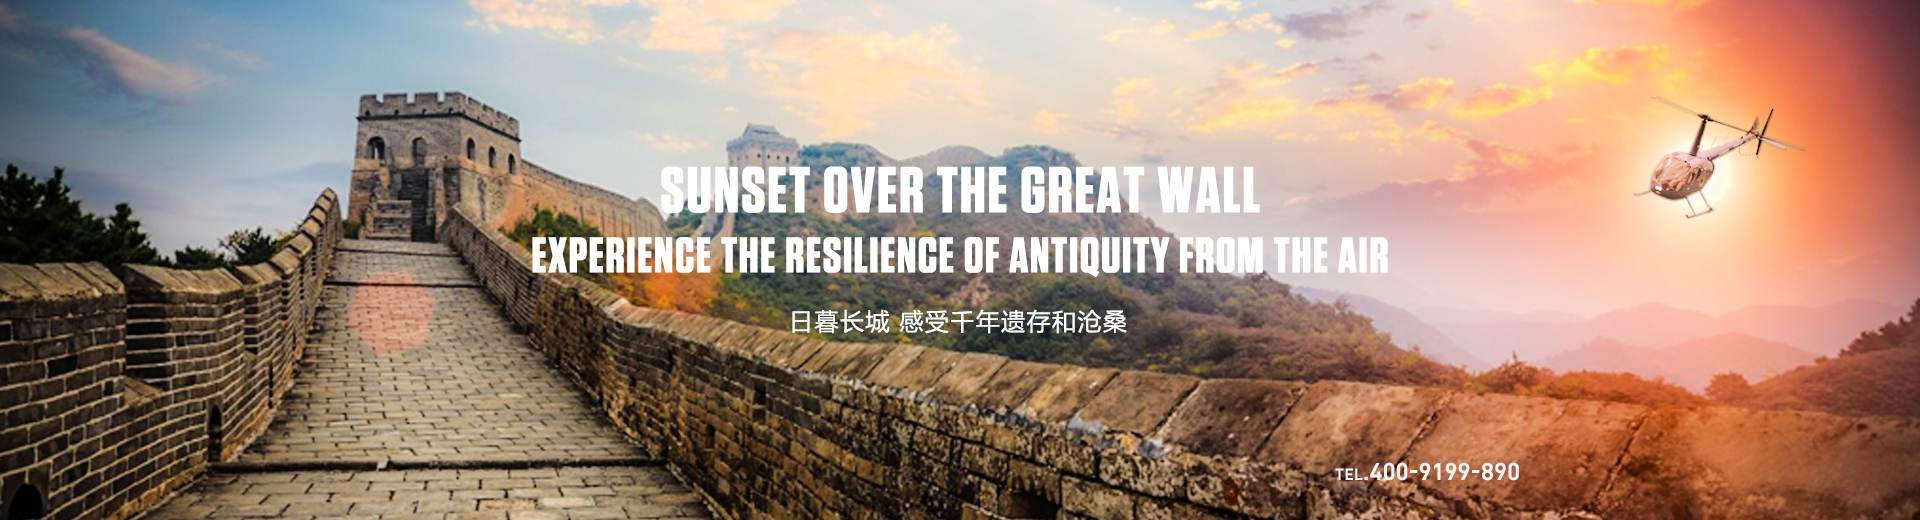 SUNSET OVER THE GREAT WALL
EXPERIENCE THE RESILIENCE OF ANTIQUITY FROM THE AIR
日暮长城 感受千年遗存和沧桑
TEL.400-9199-890